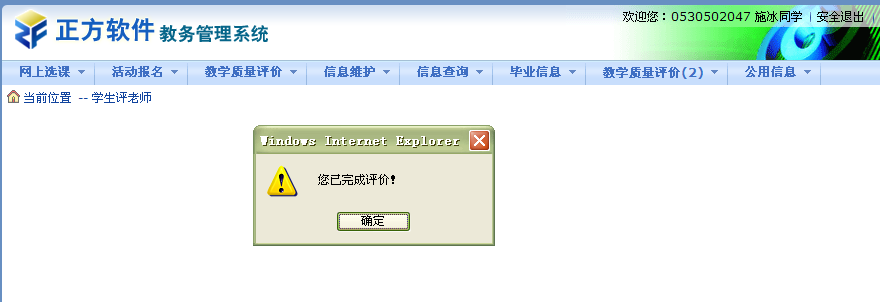 欢迎您：0530502047 施冰同学 | 安全退出
正方软件 教务管理系统
网上选课 活动报名 教学质量评价 信息维护 信息查询 毕业信息 教学质量评价(2) 公用信息
当前位置 -- 学生评老师
Windows Internet Explorer
您已完成评价!
确定